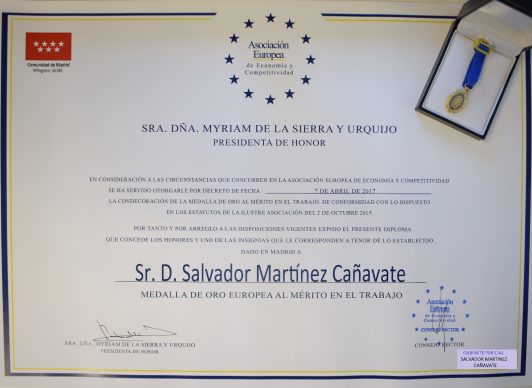 Comunidad de Madrid
Asociación
Europea
de Economía y
Competitividad
SRA. DÑA. MYRIAM DE LA SIERRA Y URQUIJO
PRESIDENTA DE HONOR
EN CONSIDERACIÓN A LAS CIRCUNSTANCIAS QUE CONCURREN EN LA ASOCIACIÓN EUROPEA DE ECONOMÍA Y COMPETITIVIDAD
SE HA SERVIDO OTORGARLE POR DECRETO DE FECHA 7 DE ABRIL DE 2017
LA CONDECORACIÓN DE LA MEDALLA DE ORO AL MÉRITO EN EL TRABAJO. DE CONFORMIDAD CON LO DISPUESTO
EN LOS ESTATUTOS DE LA ILUSTRE ASOCIACIÓN DEL 2 DE OCTUBRE 2015.
POR TANTO Y POR ARREGLO A LAS DISPOSICIONES VIGENTES EXPIDO EL PRESENTE DIPLOMA
QUE CONCEDE LOS HONORES Y USO DE LAS INSIGNIAS QUE LE CORRESPONDEN A TENOR DE LO ESTABLECIDO.
DADO EN MADRID A
Sr. D. Salvador Martínez Cañavate
MEDALLA DE ORO EUROPEA AL MÉRITO EN EL TRABAJO
SRA. DÑA. MYRIAM DE LA SIERRA Y URQUIJO
PRESIDENTA DE HONOR
Asociación
Europea
de Economía y
Competitividad
CONSEJO RECTOR
CONSEJO RECTOR
GABINETE PERICIAL
SALVADOR MARTINEZ
CAÑAVATE